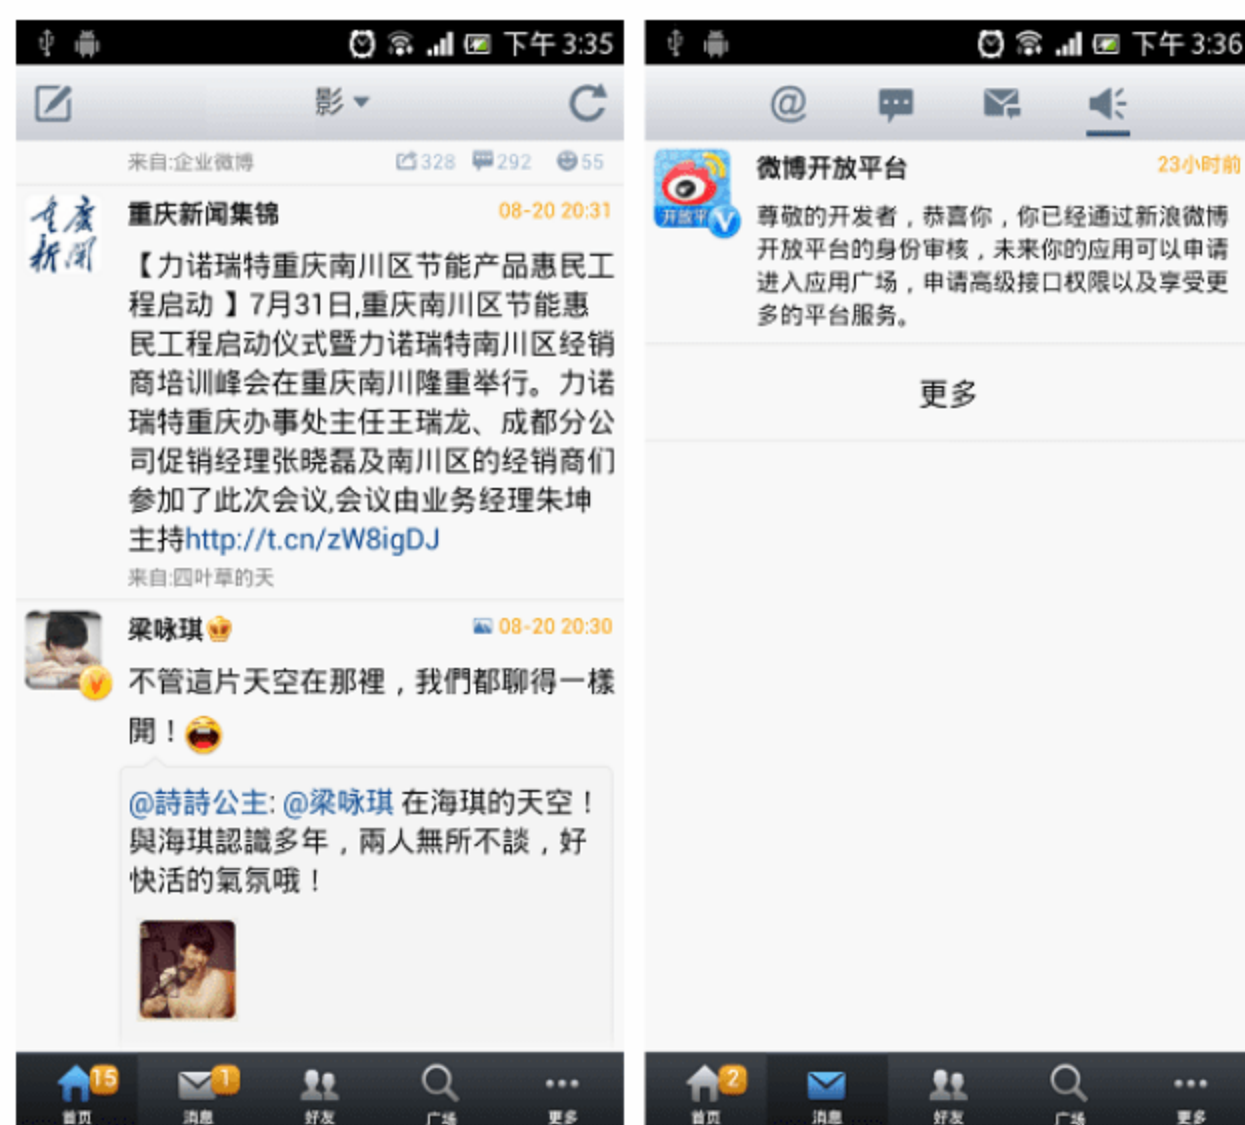 下午 3:35
影
来自:企业微博 328 292 55
重庆新闻
重庆新闻集锦 08-20 20:31
【力诺瑞特重庆南川区节能产品惠民工
程启动 】7月31日,重庆南川区节能惠
民工程启动仪式暨力诺瑞特南川区经销
商培训峰会在重庆南川隆重举行。力诺
瑞特重庆办事处主任王瑞龙、成都分公
司促销经理张晓磊及南川区的经销商们
参加了此次会议,会议由业务经理朱坤
主持http://t.cn/zW8igDJ
来自:四叶草的天
梁咏琪 08-20 20:30
不管這片天空在那裡，我們都聊得一樣
開！
@詩詩公主: @梁咏琪 在海琪的天空！
與海琪認識多年，兩人無所不談，好
快活的氣氛哦！
15 1
首页 消息 好友 广场 更多
下午 3:36
@
微博开放平台 23小时前
开放平
V
尊敬的开发者，恭喜你，你已经通过新浪微博
开放平台的身份审核，未来你的应用可以申请
进入应用广场，申请高级接口权限以及享受更
多的平台服务。
更多
2
首页 消息 好友 广场 更多